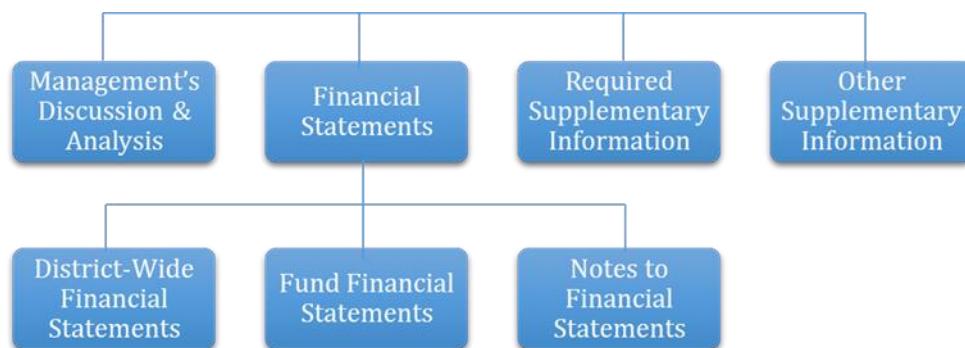 Management’s
Discussion &
Analysis
Financial
Statements
Required
Supplementary
Information
Other
Supplementary
Information
District-Wide
Financial
Statements
Fund Financial
Statements
Notes to
Financial
Statements